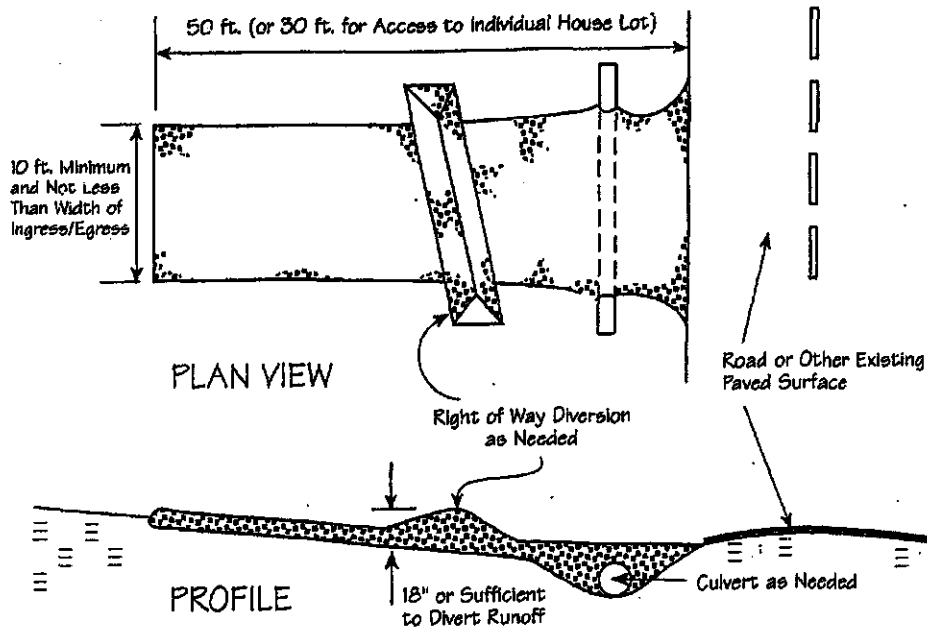 50 ft. (or 30 ft. for Access to Individual House Lot)
10 ft. Minimum
and Not Less
Than Width of
Ingress/Egress
PLAN VIEW
Road or Other Existing
Paved Surface
Right of Way Diversion
as Needed
PROFILE
18" or Sufficient
to Divert Runoff
Culvert as Needed